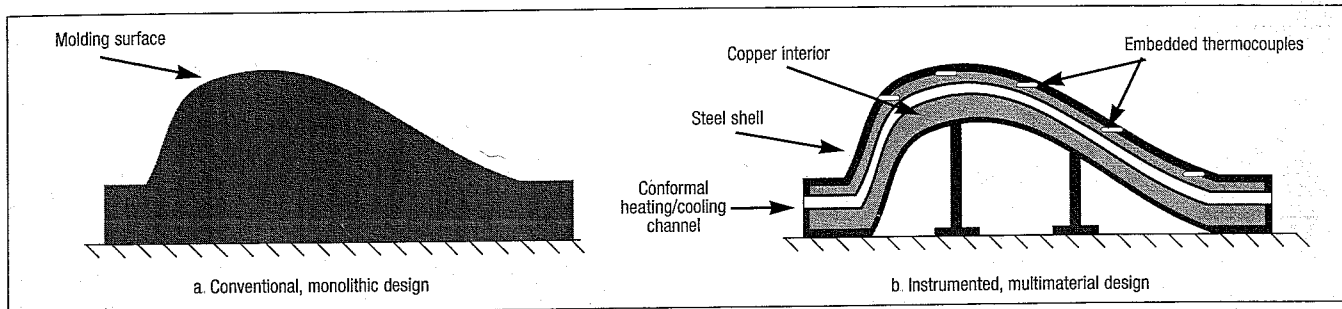 Molding surface
a. Conventional, monolithic design
Copper interior
Embedded thermocouples
Steel shell
Conformal
heating/cooling
channel
b. Instrumented, multimaterial design